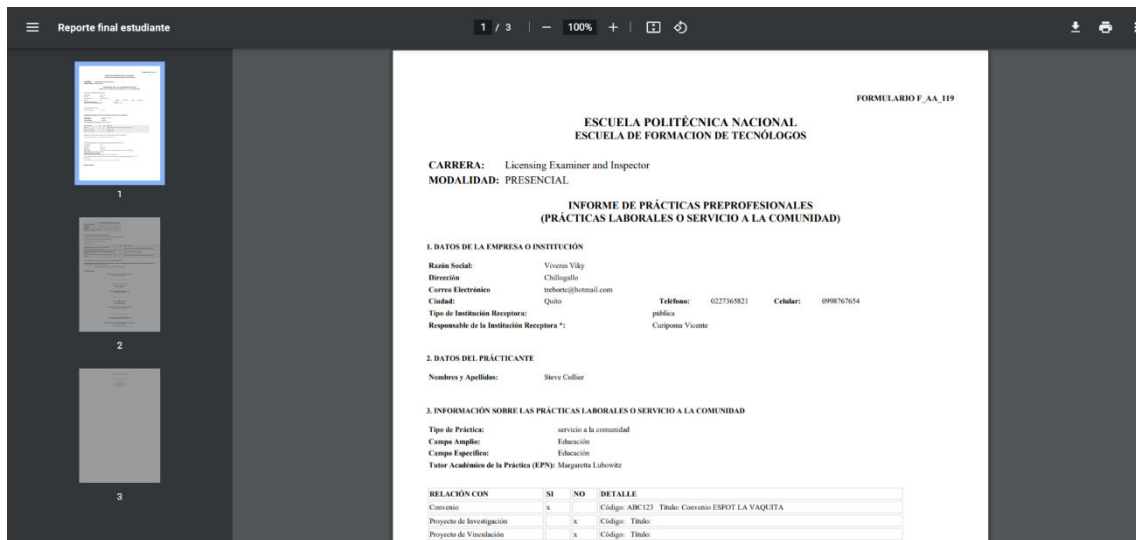 Reporte final estudiante
1 / 3
100%
1
2
3
FORMULARIO F_AA_119
ESCUELA POLITÉCNICA NACIONAL
ESCUELA DE FORMACION DE TECNÓLOGOS
CARRERA: Licensing Examiner and Inspector
MODALIDAD: PRESENCIAL
INFORME DE PRÁCTICAS PREPROFESIONALES
(PRÁCTICAS LABORALES O SERVICIO A LA COMUNIDAD)
1. DATOS DE LA EMPRESA O INSTITUCIÓN
Razón Social: Viveres Viky
Dirección Chillogallo
Correo Electrónico trebortc@hotmail.com
Ciudad: Quito Teléfono: 0227365821 Celular: 0998767654
Tipo de Institución Receptora: pública
Responsable de la Institución Receptora *: Curipoma Vicente
2. DATOS DEL PRÁCTICANTE
Nombres y Apellidos: Steve Collier
3. INFORMACIÓN SOBRE LAS PRÁCTICAS LABORALES O SERVICIO A LA COMUNIDAD
Tipo de Práctica: servicio a la comunidad
Campo Amplio: Educación
Campo Específico: Educación
Tutor Académico de la Práctica (EPN): Margaretta Lubowitz
RELACIÓN CON SI NO DETALLE
Convenio x Código: ABC123 Título: Convenio ESFOT LA VAQUITA
Proyecto de Investigación x Código: Título:
Proyecto de Vinculación x Código: Título: